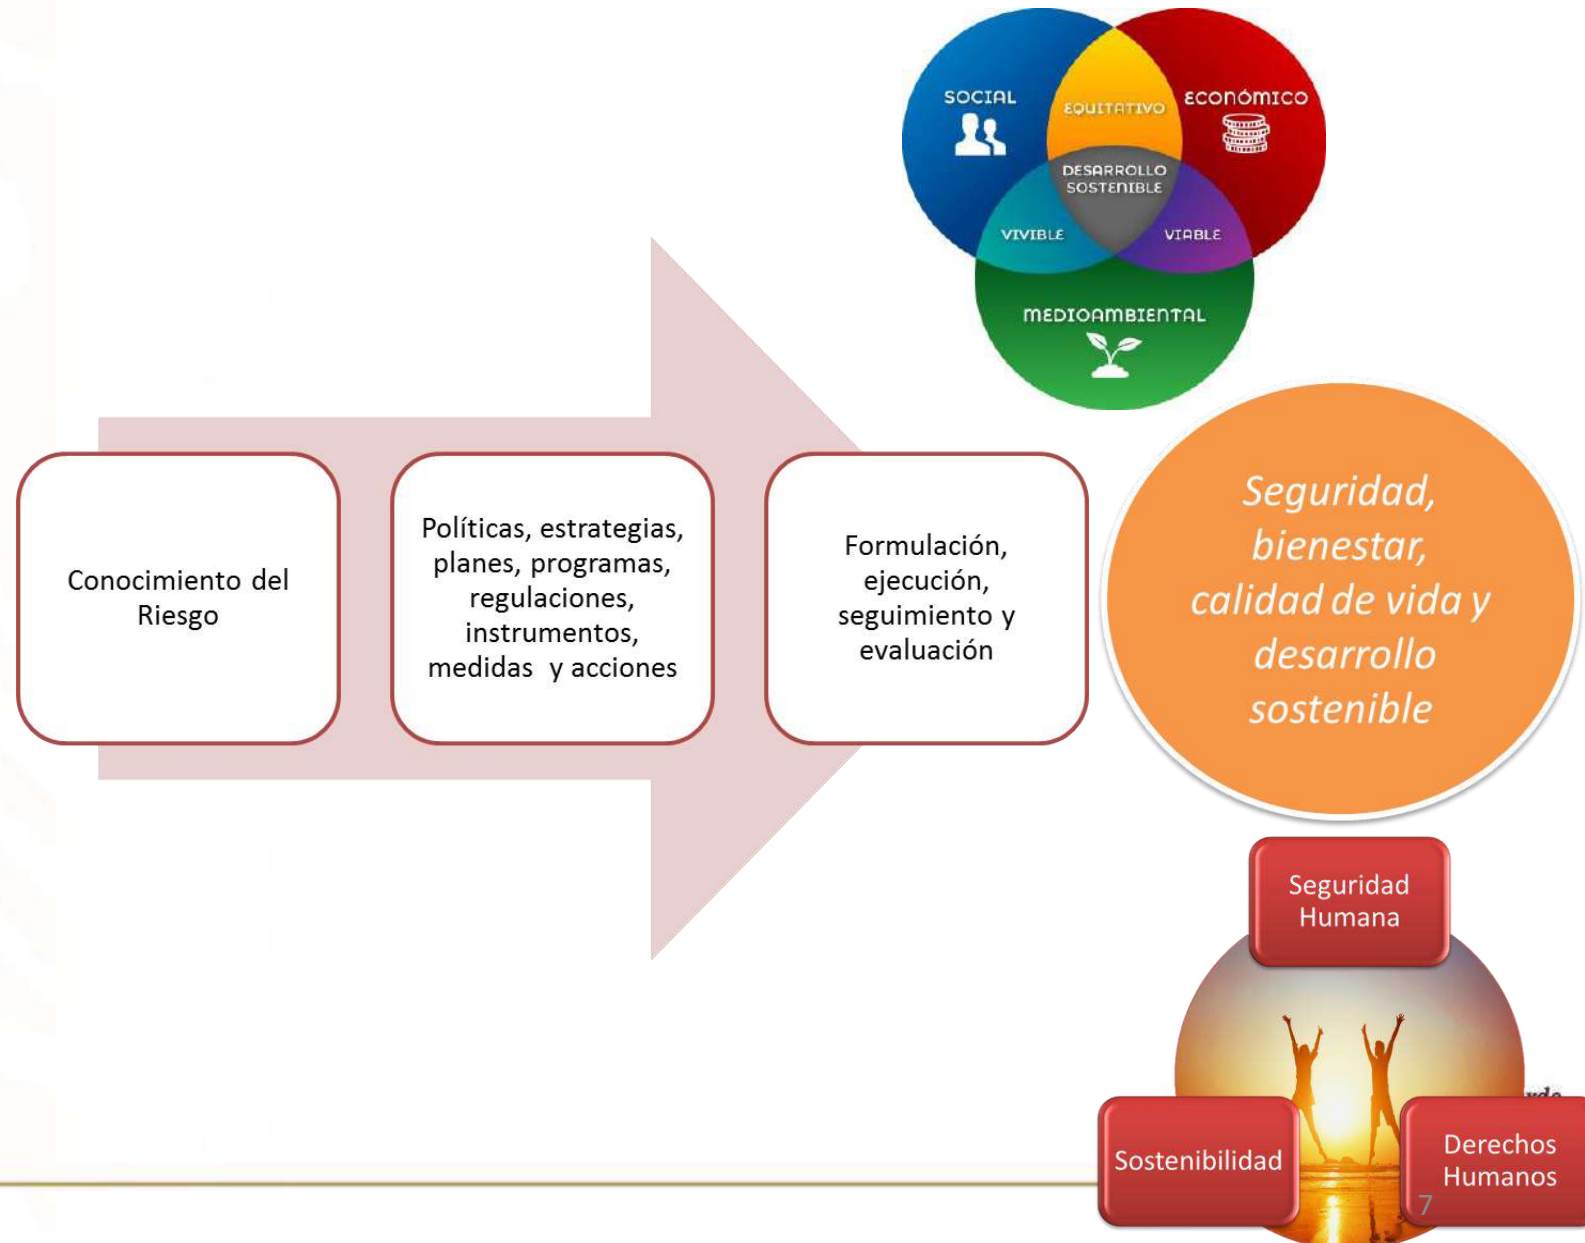 SOCIAL
EQUITATIVO
ECONÓMICO
DESARROLLO
SOSTENIBLE
VIVIBLE
VIABLE
MEDIOAMBIENTAL
Conocimiento del
Riesgo
Políticas, estrategias,
planes, programas,
regulaciones,
instrumentos,
medidas y acciones
Formulación,
ejecución,
seguimiento y
evaluación
Seguridad,
bienestar,
calidad de vida y
desarrollo
sostenible
Seguridad
Humana
Sostenibilidad
Derechos
Humanos
7